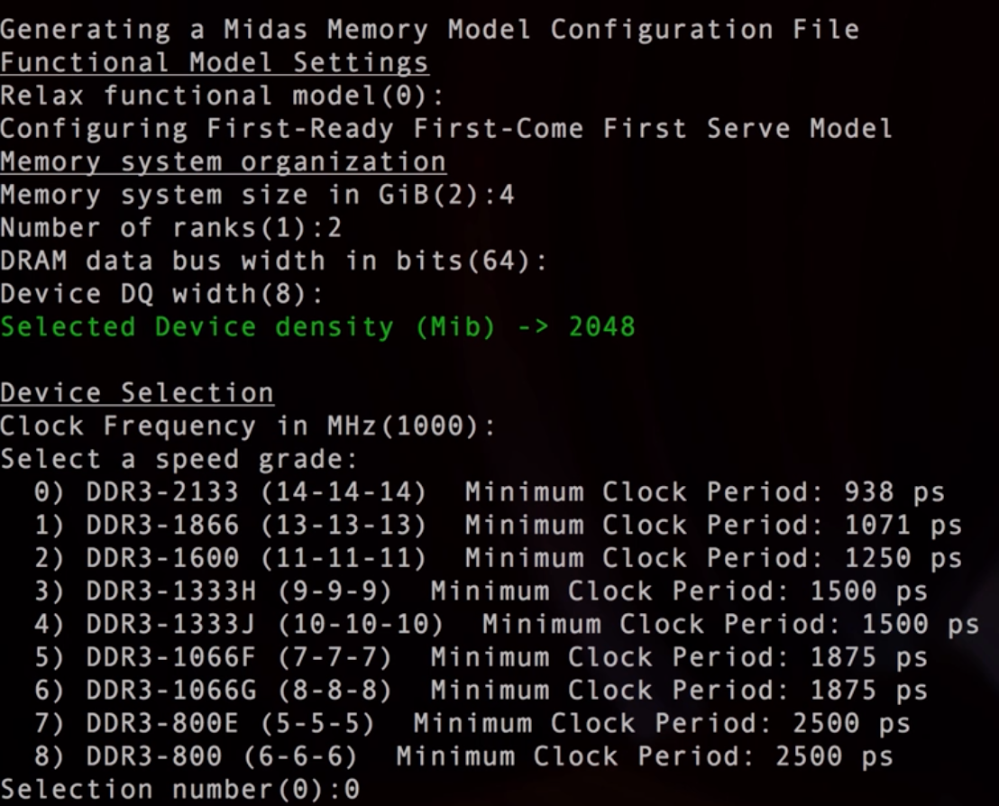 Generating a Midas Memory Model Configuration File
Functional Model Settings
Relax functional model(0):
Configuring First-Ready First-Come First Serve Model
Memory system organization
Memory system size in GiB(2):4
Number of ranks(1):2
DRAM data bus width in bits(64):
Device DQ width(8):
Selected Device density (Mib) -> 2048
Device Selection
Clock Frequency in MHz(1000):
Select a speed grade:
0) DDR3-2133 (14-14-14)  Minimum Clock Period: 938 ps
1) DDR3-1866 (13-13-13)  Minimum Clock Period: 1071 ps
2) DDR3-1600 (11-11-11)  Minimum Clock Period: 1250 ps
3) DDR3-1333H (9-9-9)  Minimum Clock Period: 1500 ps
4) DDR3-1333J (10-10-10)  Minimum Clock Period: 1500 ps
5) DDR3-1066F (7-7-7)  Minimum Clock Period: 1875 ps
6) DDR3-1066G (8-8-8)  Minimum Clock Period: 1875 ps
7) DDR3-800E (5-5-5)  Minimum Clock Period: 2500 ps
8) DDR3-800 (6-6-6)  Minimum Clock Period: 2500 ps
Selection number(0):0